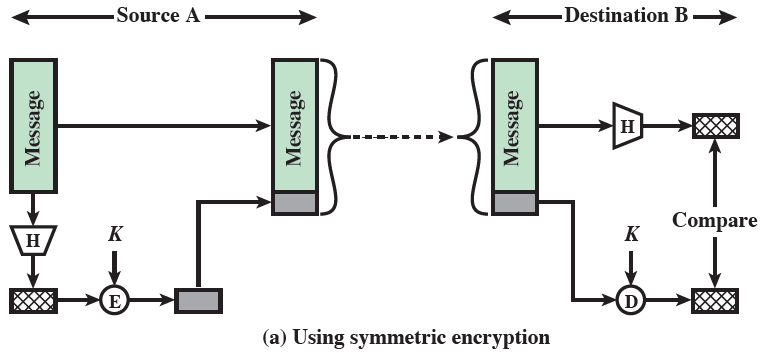 Source A
Destination B
Message
Message
Message
H
H
K
K
Compare
E
D
(a) Using symmetric encryption